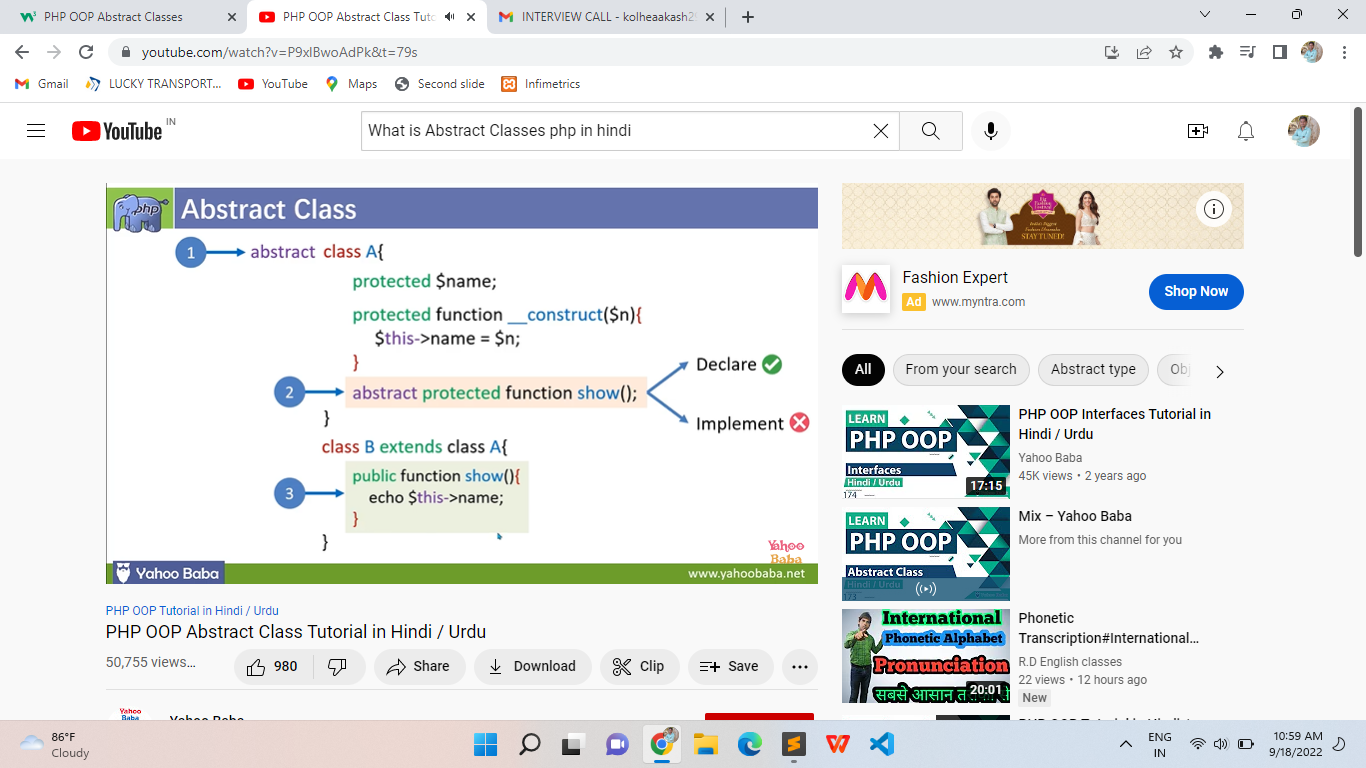 PHP OOP Abstract Classes
PHP OOP Abstract Class Tuto
INTERVIEW CALL - kolheaakash2
youtube.com/watch?v=P9xlBwoAdPk&t=79s
Gmail
LUCKY TRANSPORT...
YouTube
Maps
Second slide
Infimetrics
YouTube IN
What is Abstract Classes php in hindi
php
Abstract Class
1 abstract class A{
protected $name;
protected function __construct($n){
$this->name = $n;
}
2 abstract protected function show();
Declare
Implement
}
class B extends class A{
3 public function show(){
echo $this->name;
}
}
Yahoo Baba
Yahoo Baba
www.yahoobaba.net
PHP OOP Tutorial in Hindi / Urdu
PHP OOP Abstract Class Tutorial in Hindi / Urdu
50,755 views...
980
Share
Download
Clip
Save
Yahoo Baba
Yahoo Baba
STAY TUNED!
Fashion Expert
Ad www.myntra.com
Shop Now
All
From your search
Abstract type
Obj
LEARN
PHP OOP
Interfaces
Hindi / Urdu
174
17:15
PHP OOP Interfaces Tutorial in
Hindi / Urdu
Yahoo Baba
45K views • 2 years ago
LEARN
PHP OOP
Abstract Class
Hindi / Urdu
173
Mix – Yahoo Baba
More from this channel for you
International
Phonetic Alphabet
Pronunciation
सबसे आसान
20:01
Phonetic
Transcription#International...
R.D English classes
22 views • 12 hours ago
New
86°F
Cloudy
ENG
IN
10:59 AM
9/18/2022